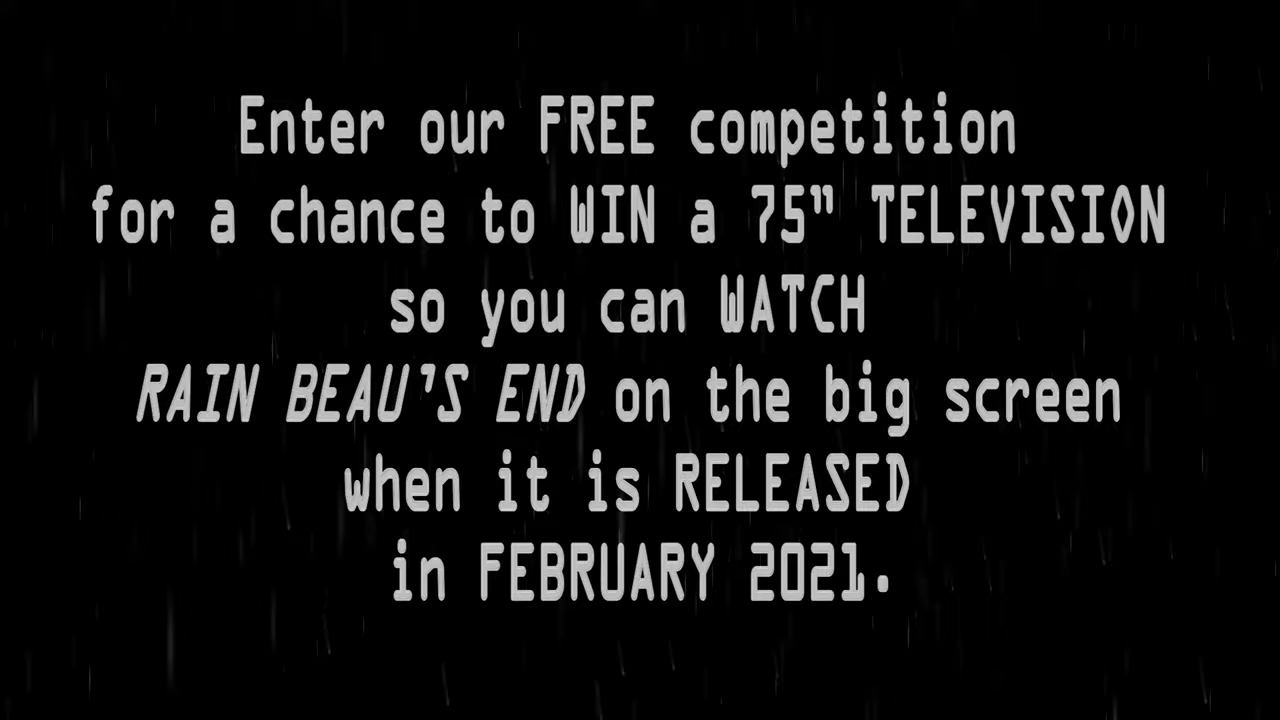 Enter our FREE competition
for a chance to WIN a 75" TELEVISION
so you can WATCH
RAIN BEAU'S END on the big screen
when it is RELEASED
in FEBRUARY 2021.